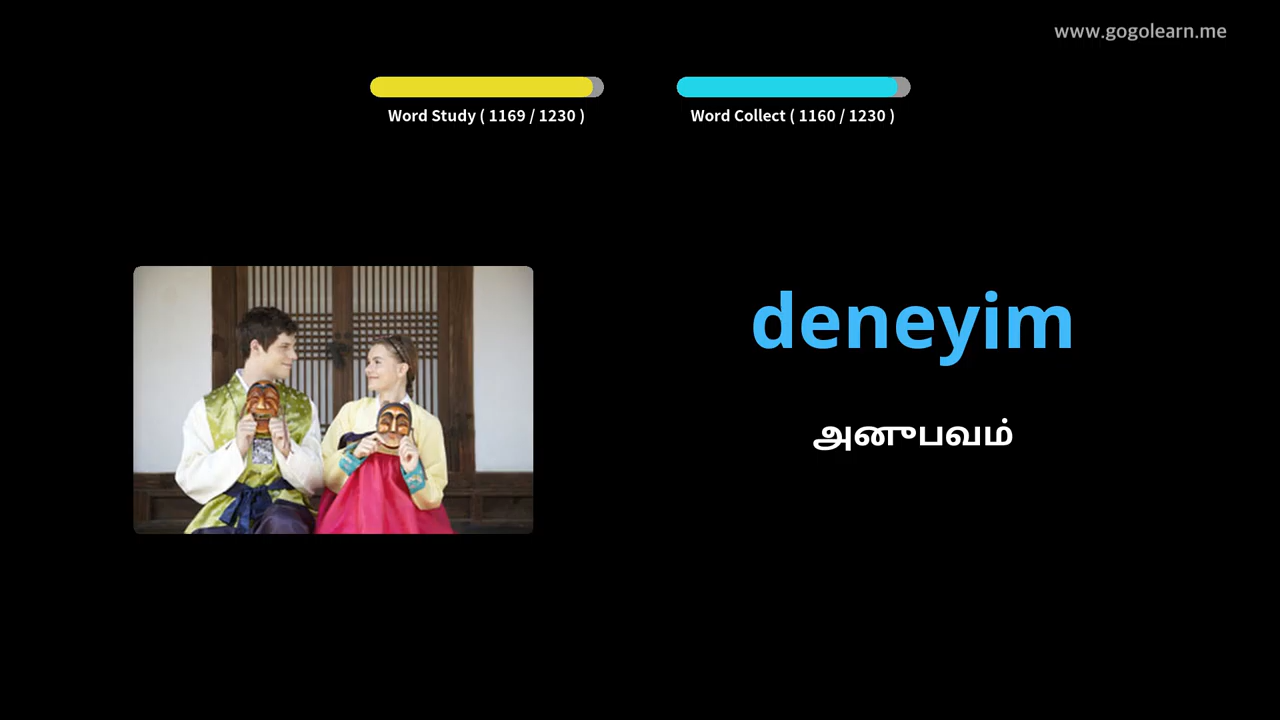 www.gogolearn.me
Word Study ( 1169 / 1230 )
Word Collect ( 1160 / 1230 )
deneyim
அனுபவம்